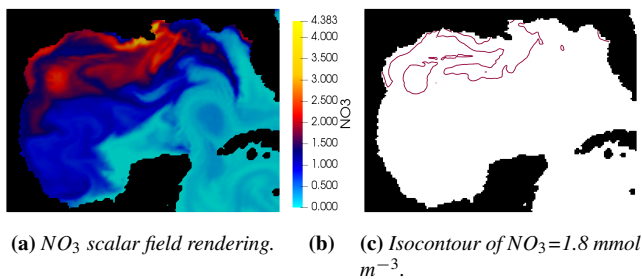 4.383
4.000
3.500
3.000
2.500
2.000
1.500
1.000
0.500
0.000
NO3
(a) NO₃ scalar field rendering.
(b)
(c) Isocontour of NO₃=1.8 mmol
m⁻³.